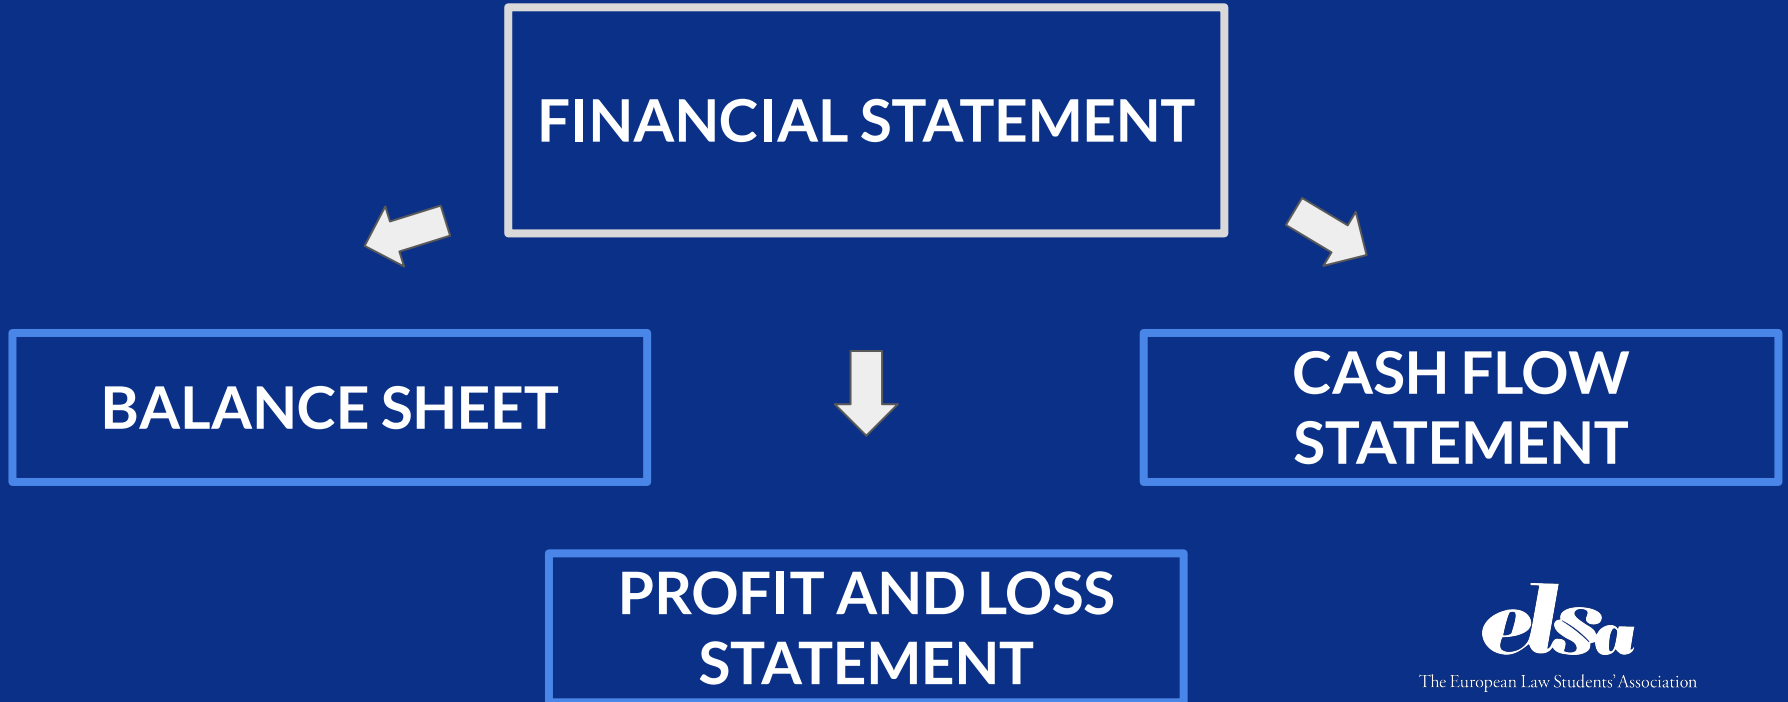 FINANCIAL STATEMENT
BALANCE SHEET
CASH FLOW
STATEMENT
PROFIT AND LOSS
STATEMENT
elsa
The European Law Students' Association